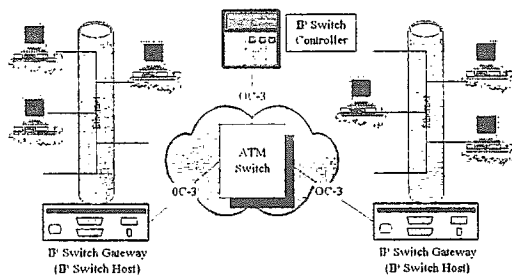 IP Switch
Controller
OC-3
Ethernet
Ethernet
ATM
Switch
OC-3
OC-3
IP Switch Gateway
(IP Switch Host)
IP Switch Gateway
(IP Switch Host)